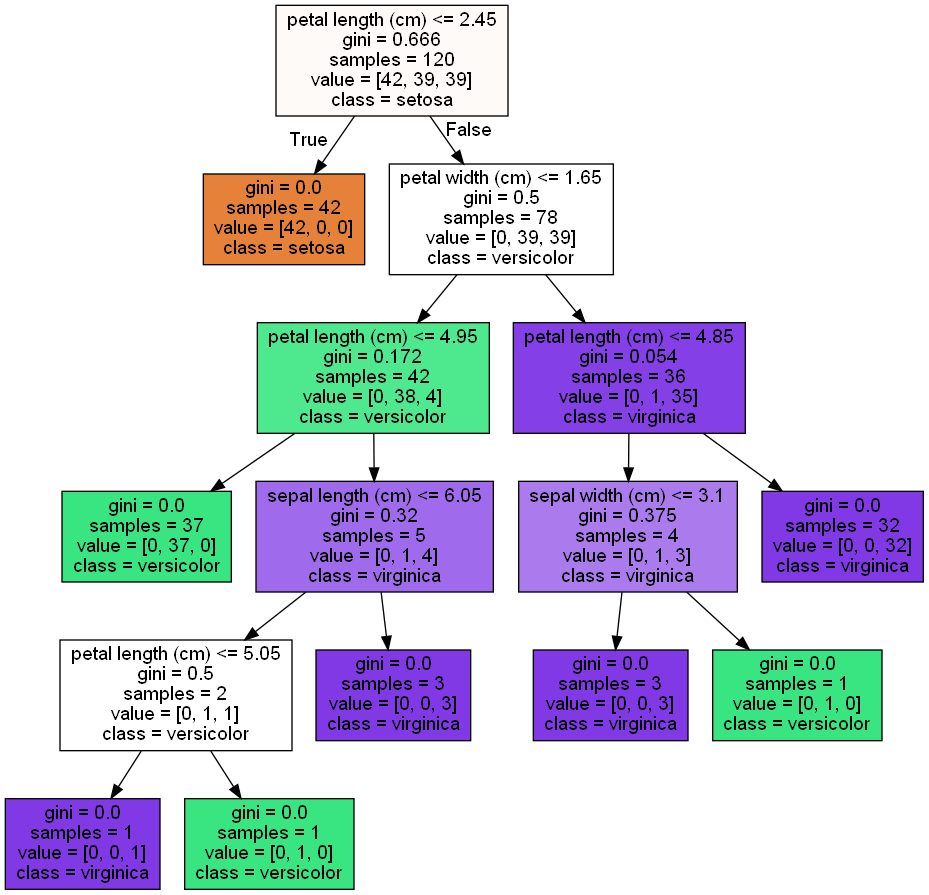 petal length (cm) <= 2.45
gini = 0.666
samples = 120
value = [42, 39, 39]
class = setosa
True
False
gini = 0.0
samples = 42
value = [42, 0, 0]
class = setosa
petal width (cm) <= 1.65
gini = 0.5
samples = 78
value = [0, 39, 39]
class = versicolor
petal length (cm) <= 4.95
gini = 0.172
samples = 42
value = [0, 38, 4]
class = versicolor
petal length (cm) <= 4.85
gini = 0.054
samples = 36
value = [0, 1, 35]
class = virginica
gini = 0.0
samples = 37
value = [0, 37, 0]
class = versicolor
sepal length (cm) <= 6.05
gini = 0.32
samples = 5
value = [0, 1, 4]
class = virginica
sepal width (cm) <= 3.1
gini = 0.375
samples = 4
value = [0, 1, 3]
class = virginica
gini = 0.0
samples = 32
value = [0, 0, 32]
class = virginica
petal length (cm) <= 5.05
gini = 0.5
samples = 2
value = [0, 1, 1]
class = versicolor
gini = 0.0
samples = 3
value = [0, 0, 3]
class = virginica
gini = 0.0
samples = 3
value = [0, 0, 3]
class = virginica
gini = 0.0
samples = 1
value = [0, 1, 0]
class = versicolor
gini = 0.0
samples = 1
value = [0, 0, 1]
class = virginica
gini = 0.0
samples = 1
value = [0, 1, 0]
class = versicolor